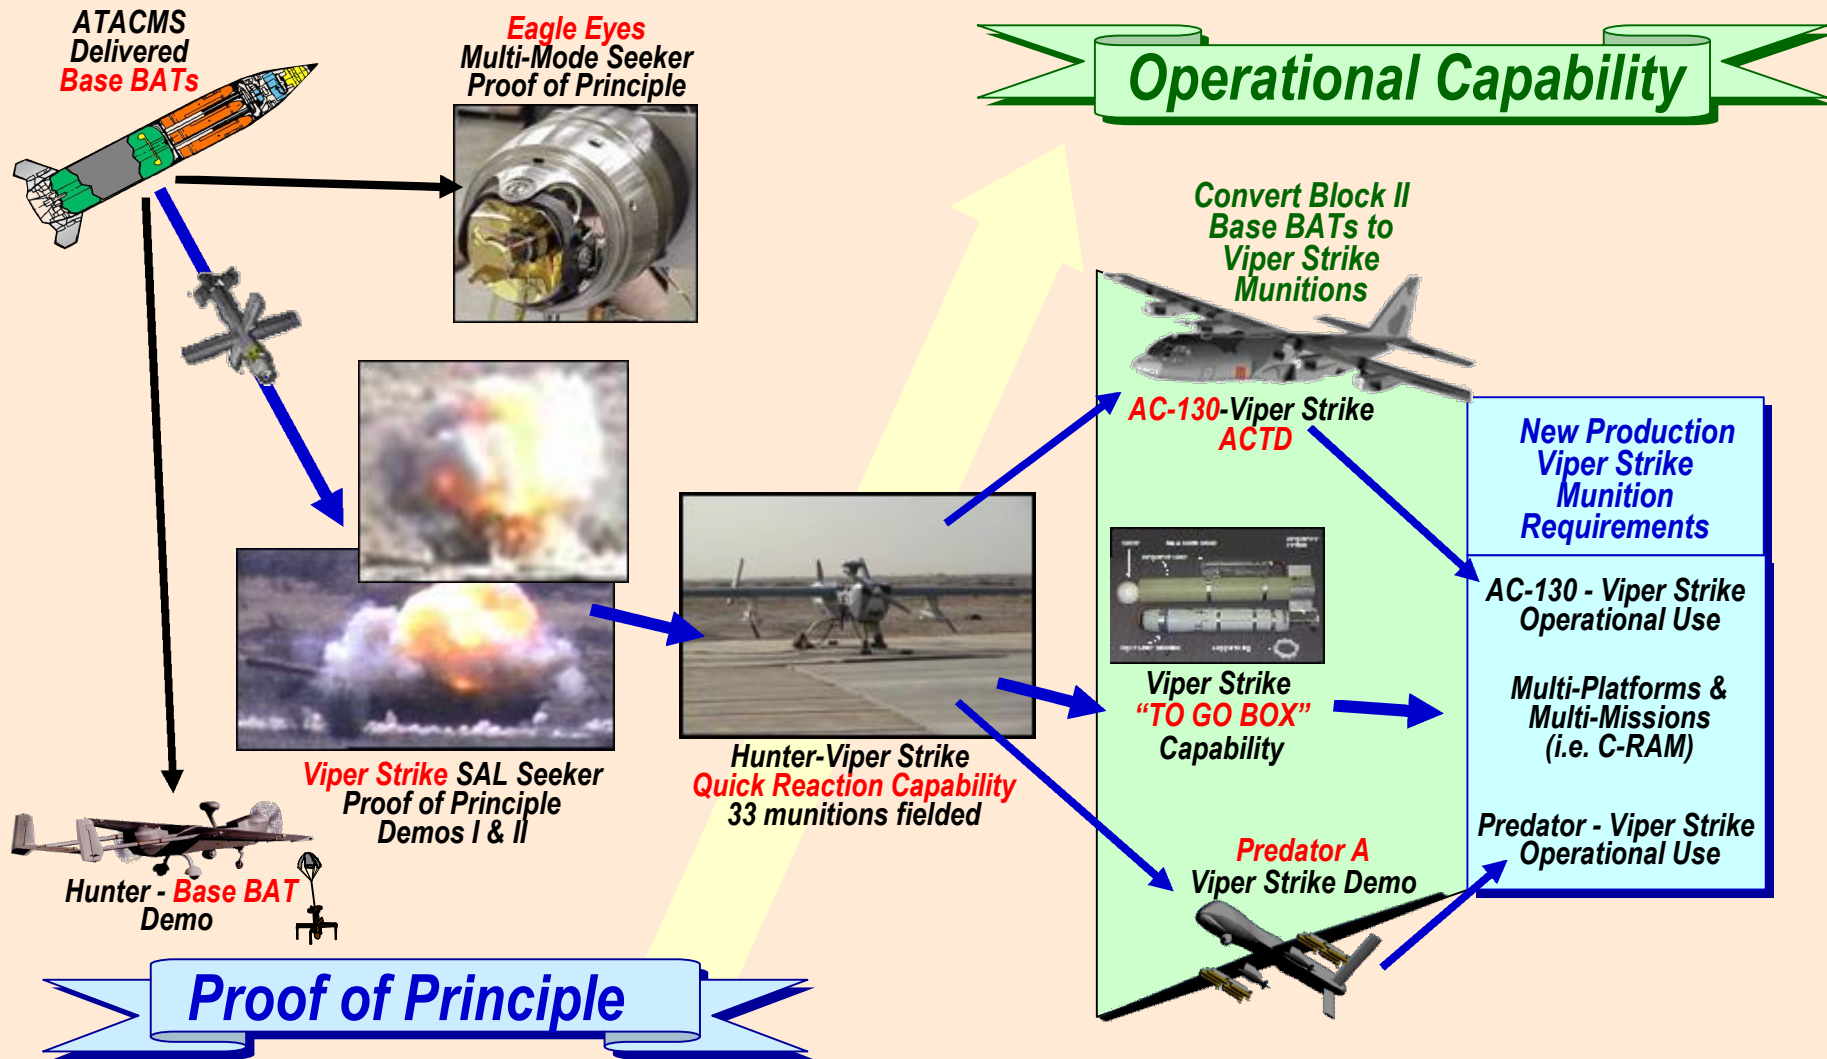 ATACMS
Delivered
Base BATs
Eagle Eyes
Multi-Mode Seeker
Proof of Principle
Operational Capability
Convert Block II
Base BATs to
Viper Strike
Munitions
AC-130-Viper Strike
ACTD
New Production
Viper Strike
Munition
Requirements
AC-130 - Viper Strike
Operational Use
Multi-Platforms &
Multi-Missions
(i.e. C-RAM)
Predator - Viper Strike
Operational Use
Viper Strike
“TO GO BOX”
Capability
Viper Strike SAL Seeker
Proof of Principle
Demos I & II
Hunter-Viper Strike
Quick Reaction Capability
33 munitions fielded
Predator A
Viper Strike Demo
Hunter - Base BAT
Demo
Proof of Principle